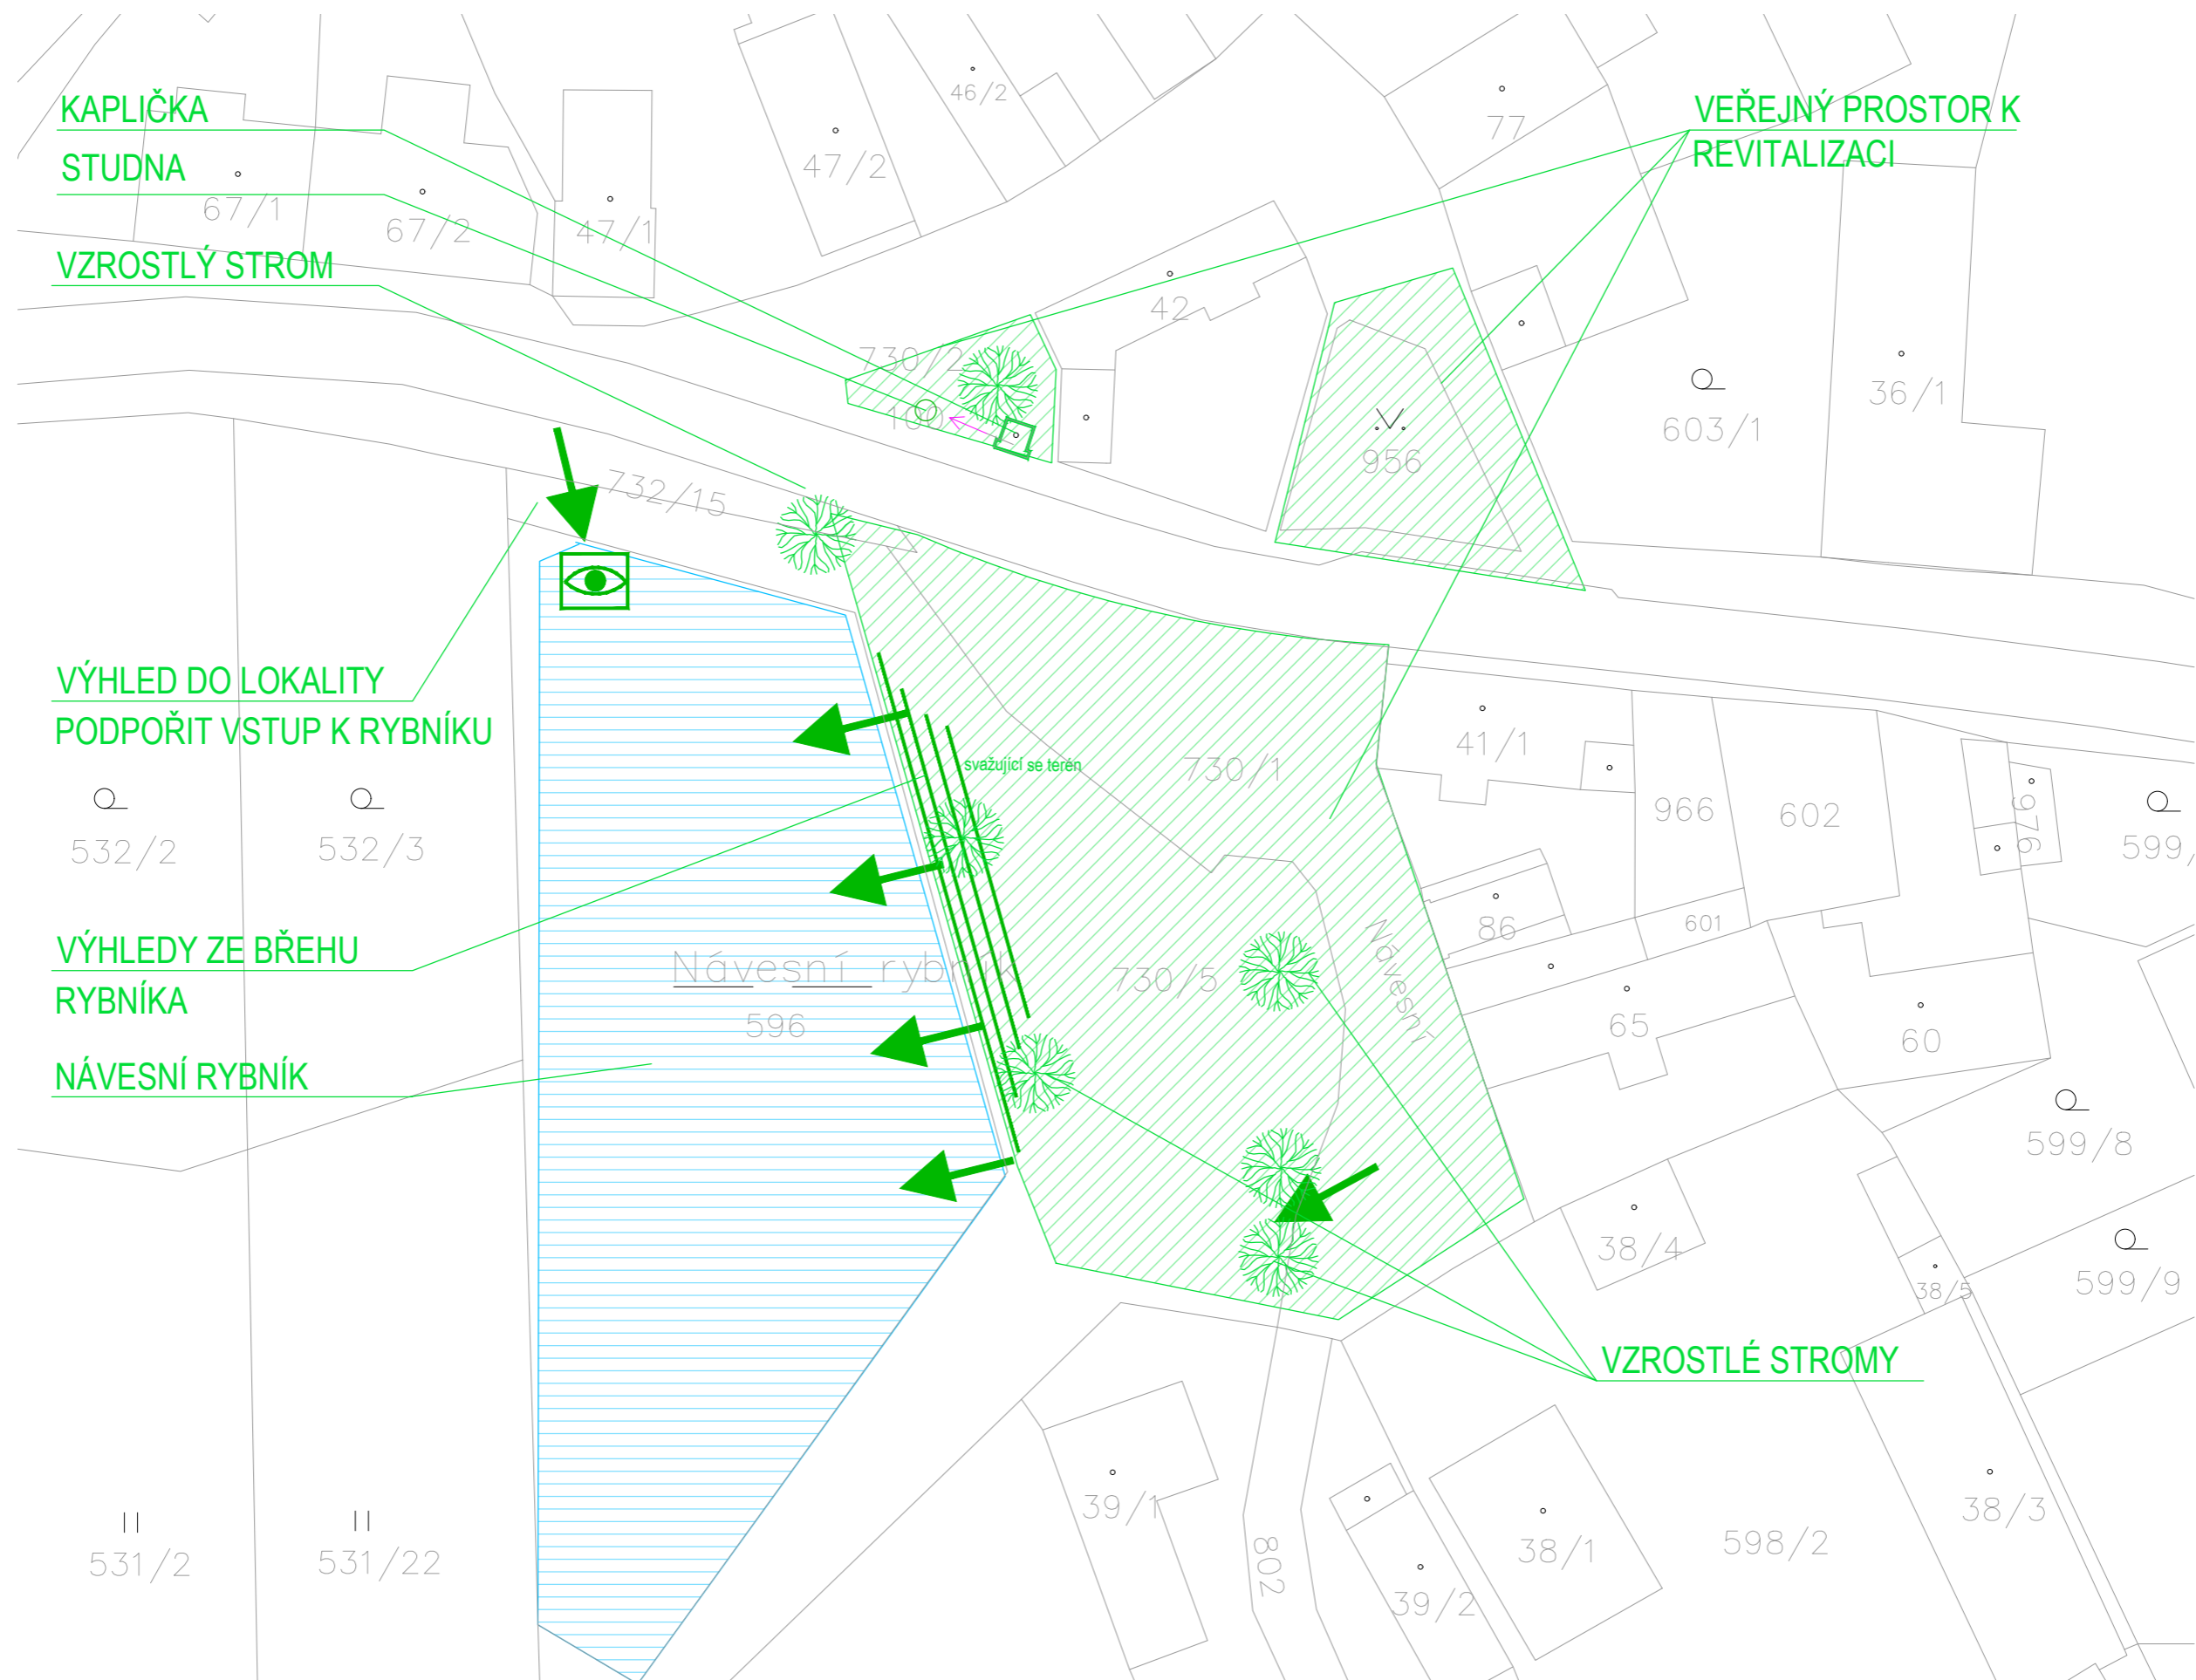 KAPLIČKA
STUDNA
VZROSTLÝ STROM
VEŘEJNÝ PROSTOR K
REVITALIZACI
46/2
77
47/2
67/1
67/2
47/1
42
730/2
100
36/1
603/1
956
732/15
VÝHLED DO LOKALITY
PODPOŘIT VSTUP K RYBNÍKU
svažující se terén
730/1
41/1
966
602
976
532/2
532/3
86
601
VÝHLEDY ZE BŘEHU
RYBNÍKA
Návesní rybník
596
730/5
Návesní
65
60
NÁVESNÍ RYBNÍK
599/8
38/4
38/5
599/9
VZROSTLÉ STROMY
39/1
38/3
531/2
531/22
802
39/2
38/1
598/2